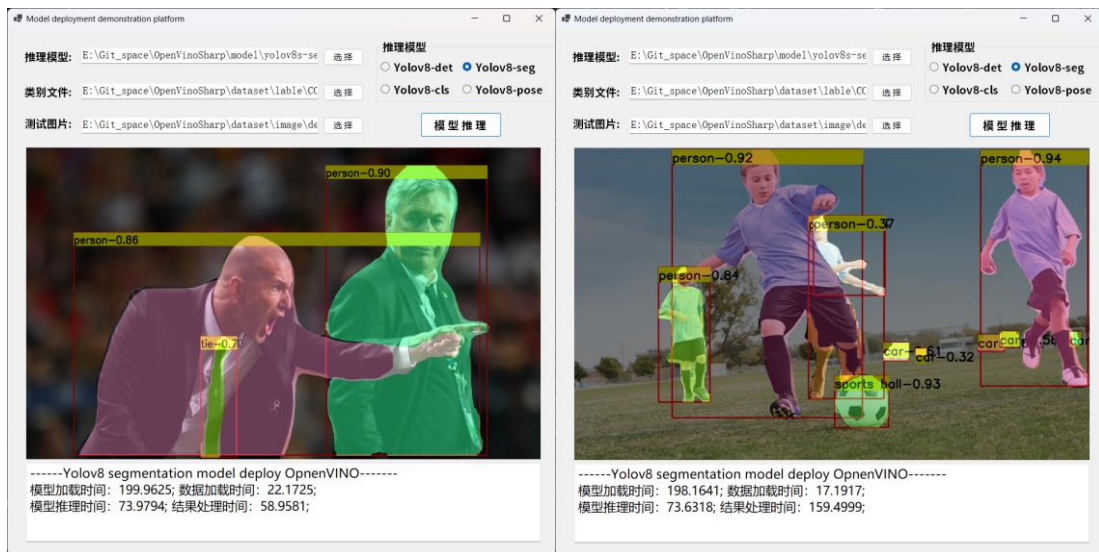 Model deployment demonstration platform
推理模型: E:\Git_space\OpenVinoSharp\model\yolov8s-se 选择
类别文件: E:\Git_space\OpenVinoSharp\dataset\lable\CC 选择
测试图片: E:\Git_space\OpenVinoSharp\dataset\image\de 选择
推理模型
Yolov8-det Yolov8-seg
Yolov8-cls Yolov8-pose
模型推理
person-0.90
person-0.86
tie-0.70
------Yolov8 segmentation model deploy OpnenVINO-------
模型加载时间: 199.9625; 数据加载时间: 22.1725;
模型推理时间: 73.9794; 结果处理时间: 58.9581;
Model deployment demonstration platform
推理模型: E:\Git_space\OpenVinoSharp\model\yolov8s-se 选择
类别文件: E:\Git_space\OpenVinoSharp\dataset\lable\CC 选择
测试图片: E:\Git_space\OpenVinoSharp\dataset\image\de 选择
推理模型
Yolov8-det Yolov8-seg
Yolov8-cls Yolov8-pose
模型推理
person-0.92
person-0.94
person-0.37
person-0.84
car
car
car
car-0.32
sports ball-0.93
------Yolov8 segmentation model deploy OpnenVINO-------
模型加载时间: 198.1641; 数据加载时间: 17.1917;
模型推理时间: 73.6318; 结果处理时间: 159.4999;